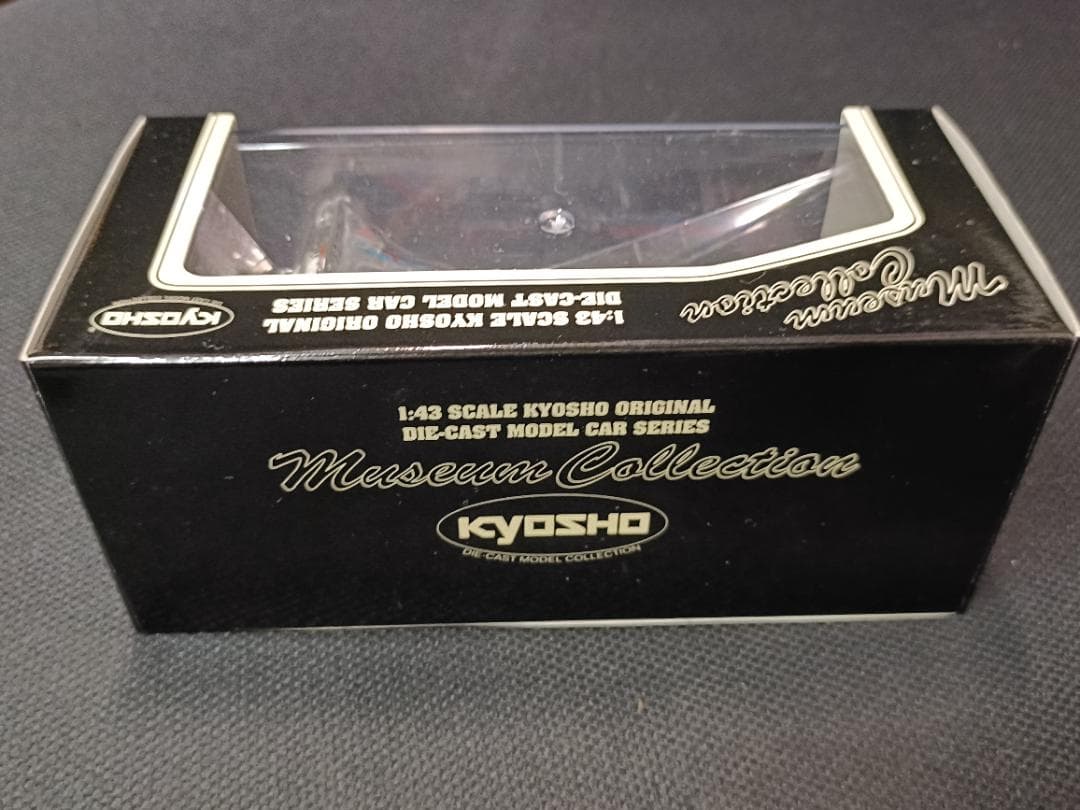 Museum
Collection
1:43 SCALE KYOSHO ORIGINAL
DIE-CAST MODEL CAR SERIES
KYOSHO
1:43 SCALE KYOSHO ORIGINAL
DIE-CAST MODEL CAR SERIES
Museum Collection
KYOSHO
DIE-CAST MODEL COLLECTION